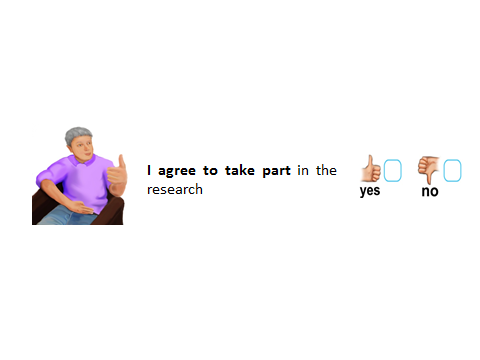 I agree to take part in the
research
yes
no